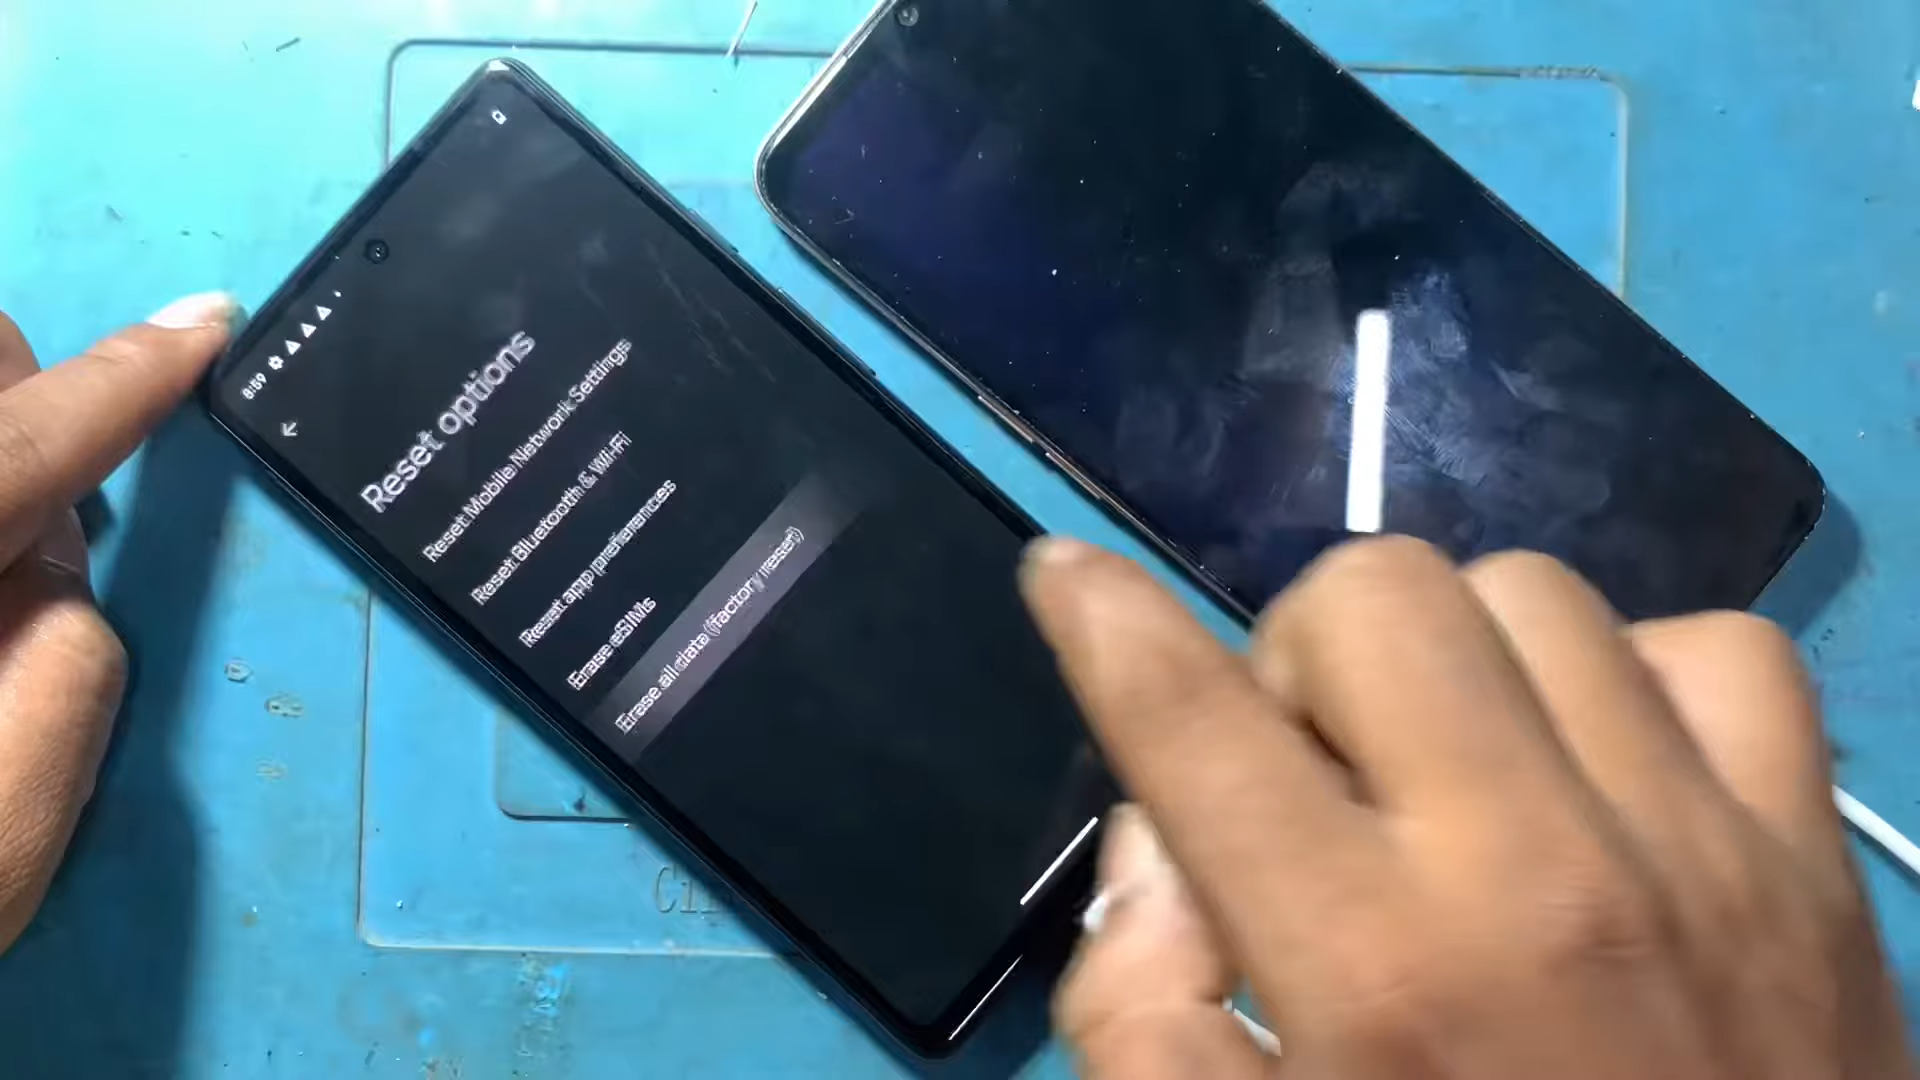 8:59
Reset options
Reset Mobile Network Settings
Reset Bluetooth & Wi-Fi
Reset app preferences
Erase eSIMs
Erase all data (factory reset)